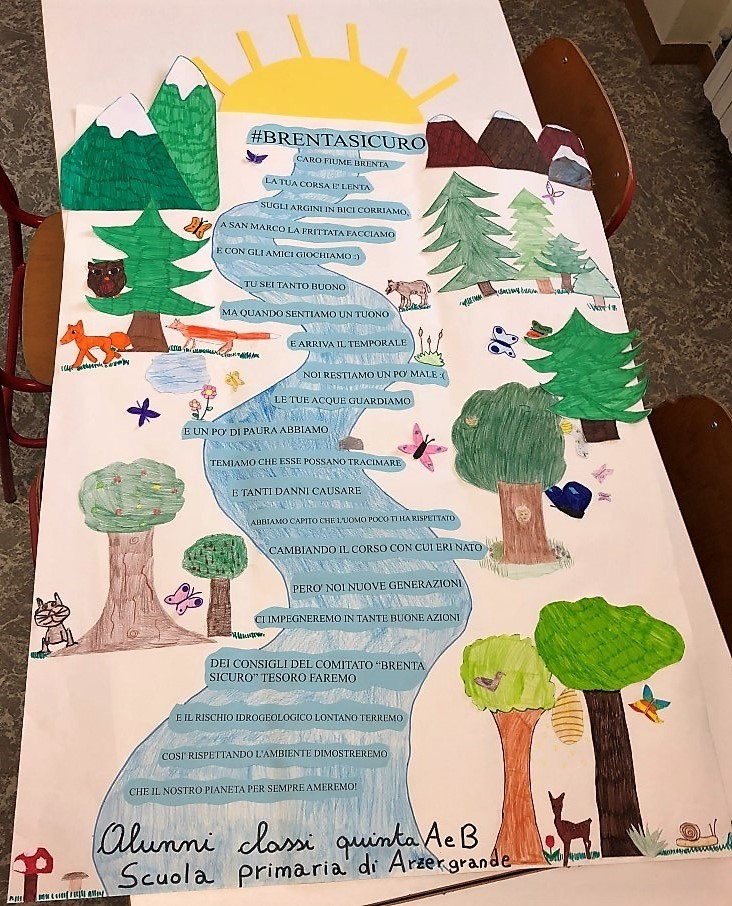 #BRENTASICURO
CARO FIUME BRENTA
LA TUA CORSA E' LENTA
SUGLI ARGINI IN BICI CORRIAMO,
A SAN MARCO LA FRITTATA FACCIAMO
E CON GLI AMICI GIOCHIAMO :)
TU SEI TANTO BUONO
MA QUANDO SENTIAMO UN TUONO
E ARRIVA IL TEMPORALE
NOI RESTIAMO UN PO' MALE :(
LE TUE ACQUE GUARDIAMO
E UN PO' DI PAURA ABBIAMO
TEMIAMO CHE ESSE POSSANO TRACIMARE
E TANTI DANNI CAUSARE
ABBIAMO CAPITO CHE L'UOMO POCO TI HA RISPETTATO
CAMBIANDO IL CORSO CON CUI ERI NATO
PERO' NOI NUOVE GENERAZIONI
CI IMPEGNEREMO IN TANTE BUONE AZIONI
DEI CONSIGLI DEL COMITATO "BRENTA
SICURO" TESORO FAREMO
E IL RISCHIO IDROGEOLOGICO LONTANO TERREMO
COSI' RISPETTANDO L'AMBIENTE DIMOSTREREMO
CHE IL NOSTRO PIANETA PER SEMPRE AMEREMO!
Alunni classi quinta A e B
Scuola primaria di Arzergrande